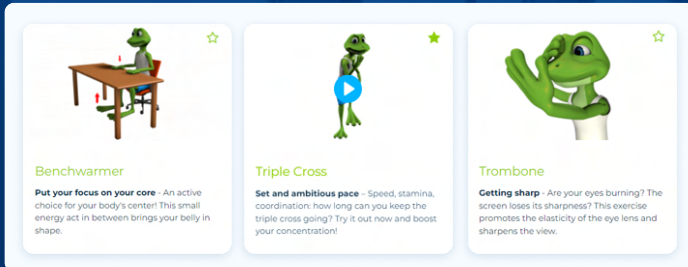 Benchwarmer
Put your focus on your core - An active
choice for your body's center! This small
energy act in between brings your belly in
shape.
Triple Cross
Set and ambitious pace – Speed, stamina,
coordination: how long can you keep the
triple cross going? Try it out now and boost
your concentration!
Trombone
Getting sharp - Are your eyes burning? The
screen loses its sharpness? This exercise
promotes the elasticity of the eye lens and
sharpens the view.